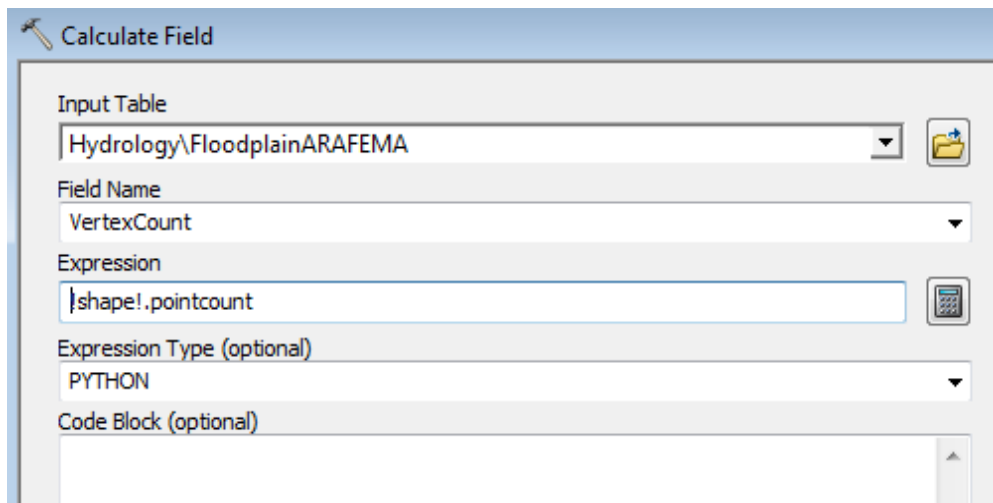 Calculate Field
Input Table
Hydrology\FloodplainARAFEMA
Field Name
VertexCount
Expression
!shape!.pointcount
Expression Type (optional)
PYTHON
Code Block (optional)